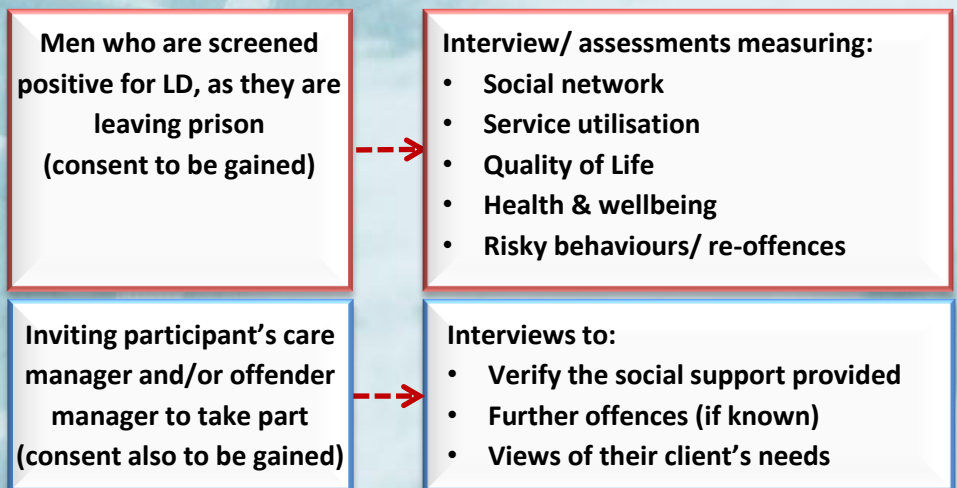 Men who are screened
positive for LD, as they are
leaving prison
(consent to be gained)
Interview/ assessments measuring:
• Social network
• Service utilisation
• Quality of Life
• Health & wellbeing
• Risky behaviours/ re-offences
Inviting participant's care
manager and/or offender
manager to take part
(consent also to be gained)
Interviews to:
• Verify the social support provided
• Further offences (if known)
• Views of their client's needs